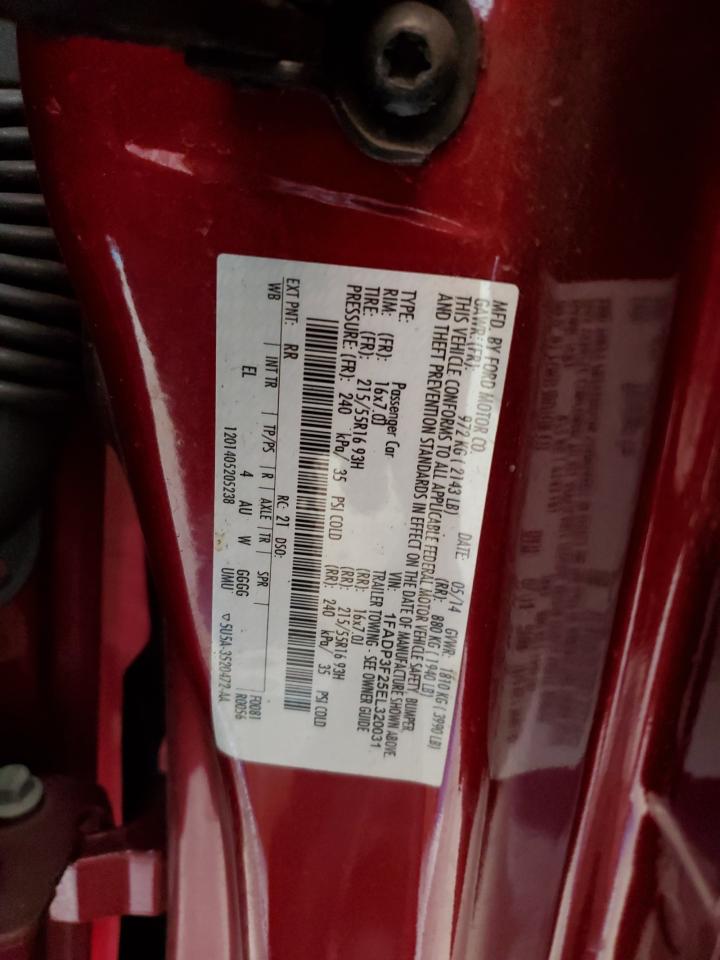 MFD. BY FORD MOTOR CO. DATE: 05/14 GVWR: 1810 KG ( 3990 LB)
GAWR:(FR): 972 KG ( 2143 LB) (RR): 880 KG ( 1940 LB)
THIS VEHICLE CONFORMS TO ALL APPLICABLE FEDERAL MOTOR VEHICLE SAFETY, BUMPER,
AND THEFT PREVENTION STANDARDS IN EFFECT ON THE DATE OF MANUFACTURE SHOWN ABOVE.
VIN: 1FADP3F25EL320031
TYPE: Passenger Car TRAILER TOWING - SEE OWNER GUIDE
RIM: (FR): 16x7.0J (RR): 16x7.0J
TIRE: (FR): 215/55R16 93H (RR): 215/55R16 93H
PRESSURE: (FR): 240 kPa/ 35 PSI COLD (RR): 240 kPa/ 35 PSI COLD
EXT PNT: RR RC: 21 DSO:
WB INT TR TP/PS R AXLE TR SPR F0081
EL 4 AU W GGGG R0056
1201405205238 UMU ▽5U5A-3520472-AA